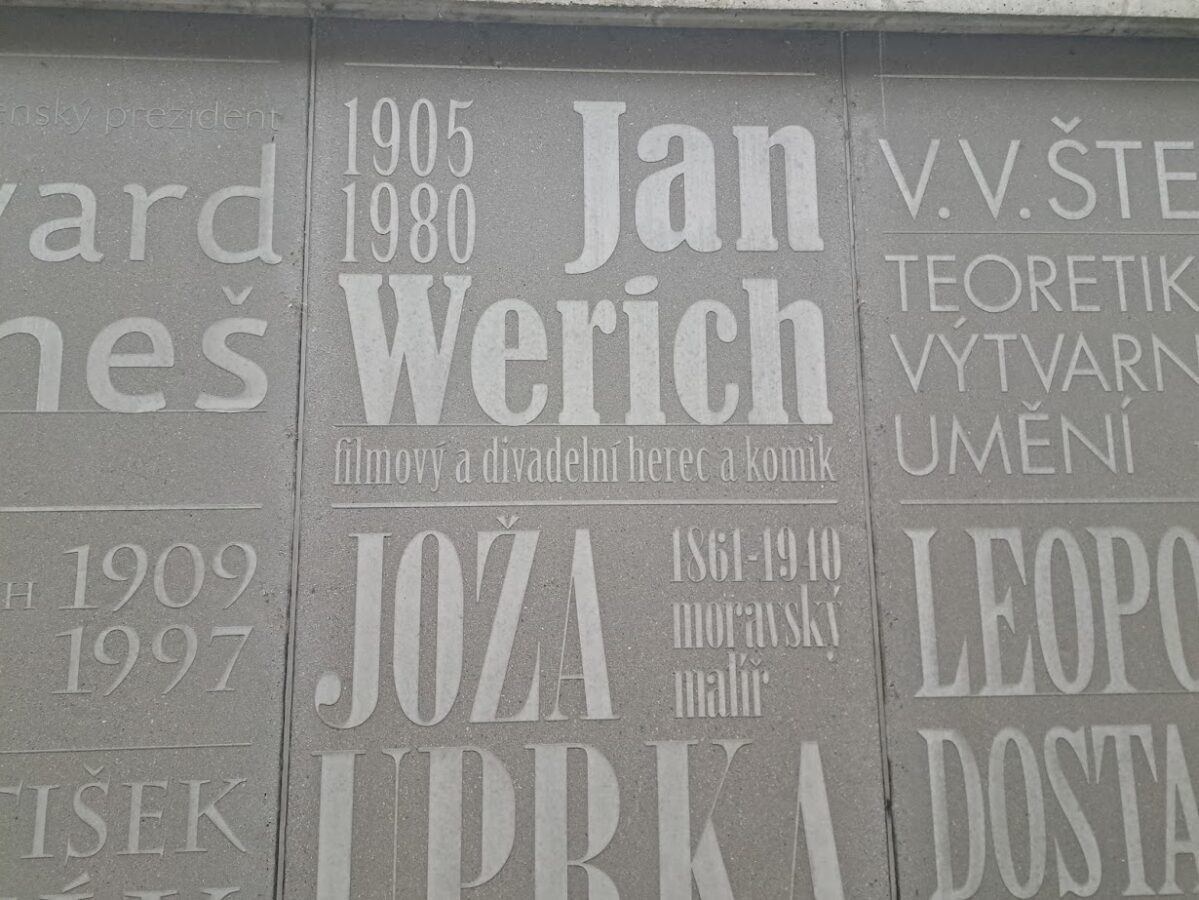 enský prezident
vard
neš
H 1909
1997
TIŠEK
1905
1980
Jan
Werich
filmový a divadelní herec a komik
JOŽA
1861-1940
moravský
malíř
UPRKA
V. V. ŠTE
TEORETIK
VÝTVARN
UMĚNÍ
LEOPO
DOSTA